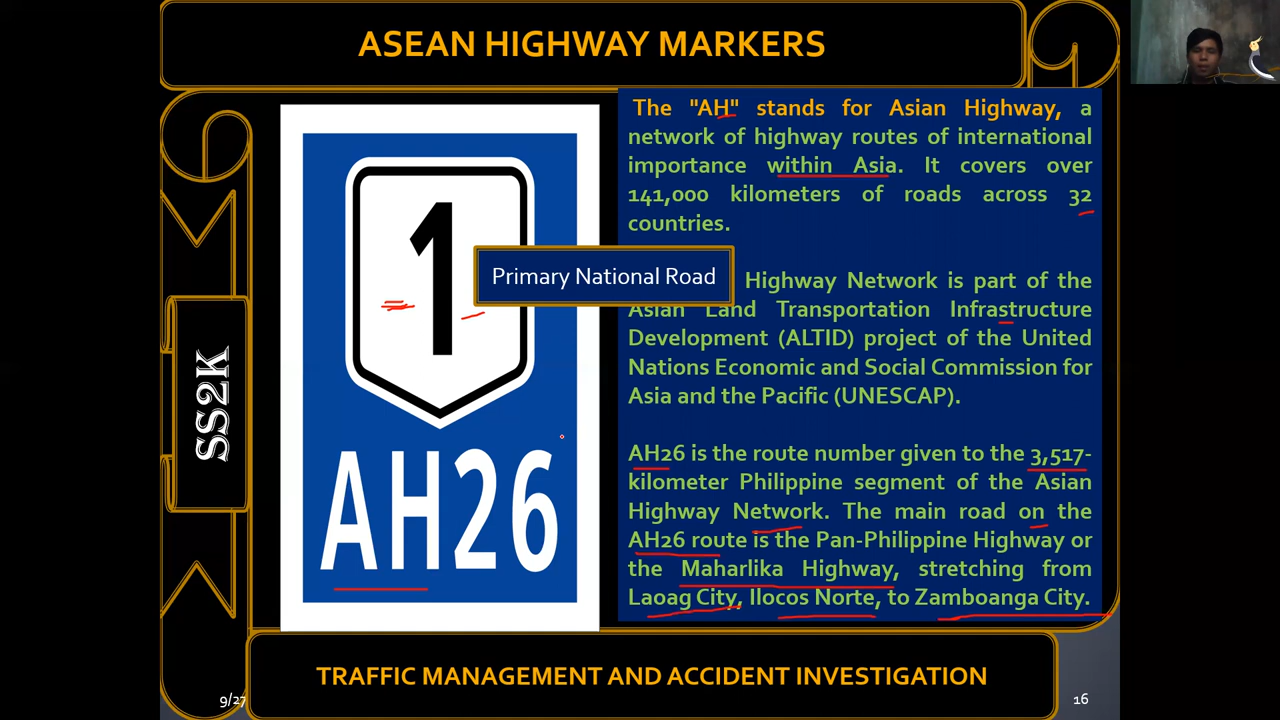 ASEAN HIGHWAY MARKERS
1
AH26
Primary National Road
The "AH" stands for Asian Highway, a
network of highway routes of international
importance within Asia. It covers over
141,000 kilometers of roads across 32
countries.
Highway Network is part of the
Asian Land Transportation Infrastructure
Development (ALTID) project of the United
Nations Economic and Social Commission for
Asia and the Pacific (UNESCAP).
AH26 is the route number given to the 3,517-
kilometer Philippine segment of the Asian
Highway Network. The main road on the
AH26 route is the Pan-Philippine Highway or
the Maharlika Highway, stretching from
Laoag City, Ilocos Norte, to Zamboanga City.
SS2K
TRAFFIC MANAGEMENT AND ACCIDENT INVESTIGATION
9/27
16